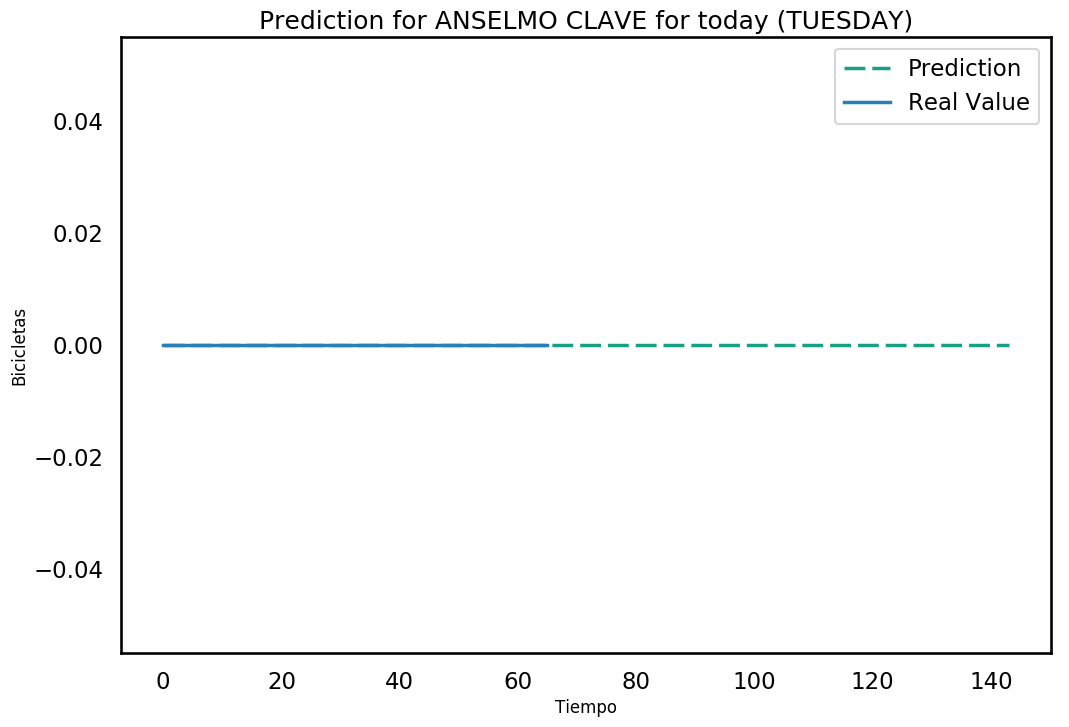 Prediction for ANSELMO CLAVE for today (TUESDAY)
Prediction
Real Value
0.04
0.02
0.00
−0.02
−0.04
Bicicletas
0 20 40 60 80 100 120 140
Tiempo